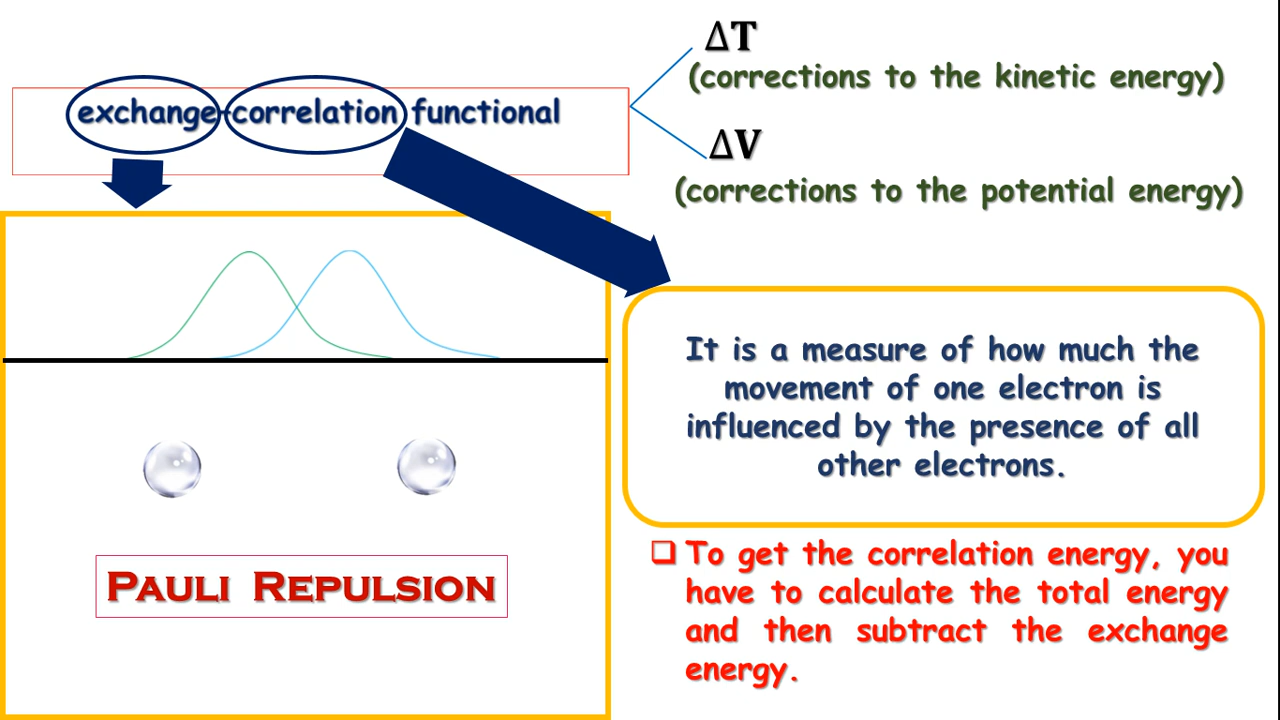 exchange-correlation functional
ΔT
(corrections to the kinetic energy)
ΔV
(corrections to the potential energy)
PAULI REPULSION
It is a measure of how much the
movement of one electron is
influenced by the presence of all
other electrons.
❑ To get the correlation energy, you
have to calculate the total energy
and then subtract the exchange
energy.